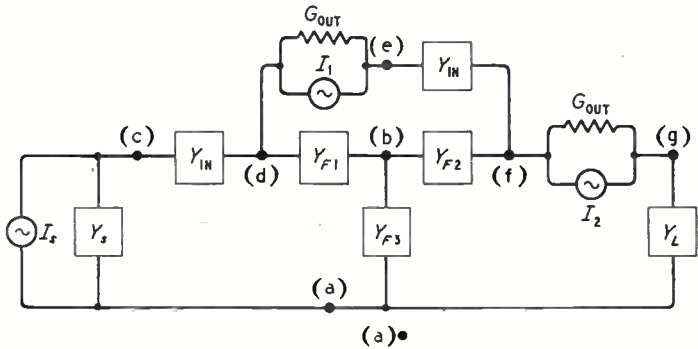 G_OUT
(e)
I_1
Y_IN
G_OUT
(c)
(b)
(g)
Y_IN
(d)
Y_F1
Y_F2
(f)
I_2
I_s
Y_s
Y_F3
Y_L
(a)
(a)